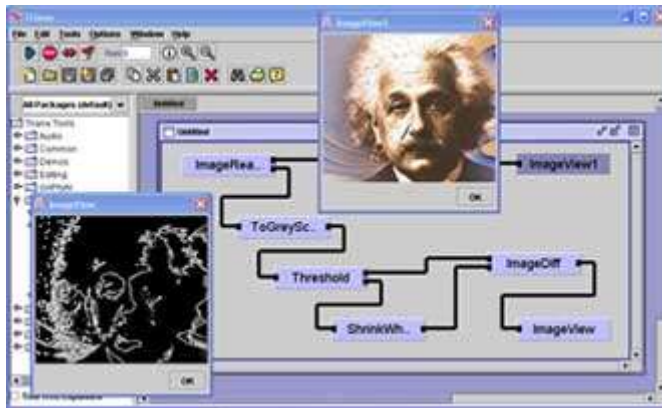 Triana
File Edit Tools Options Window Help
All Packages (default)
Untitled
Triana Tools
Audio
Common
Demos
Editing
Untitled
ImageView1
OK
ImageRea..
ImageView1
ToGreySc..
Threshold
ImageDiff
ShrinkWh..
ImageView
ImageView
OK